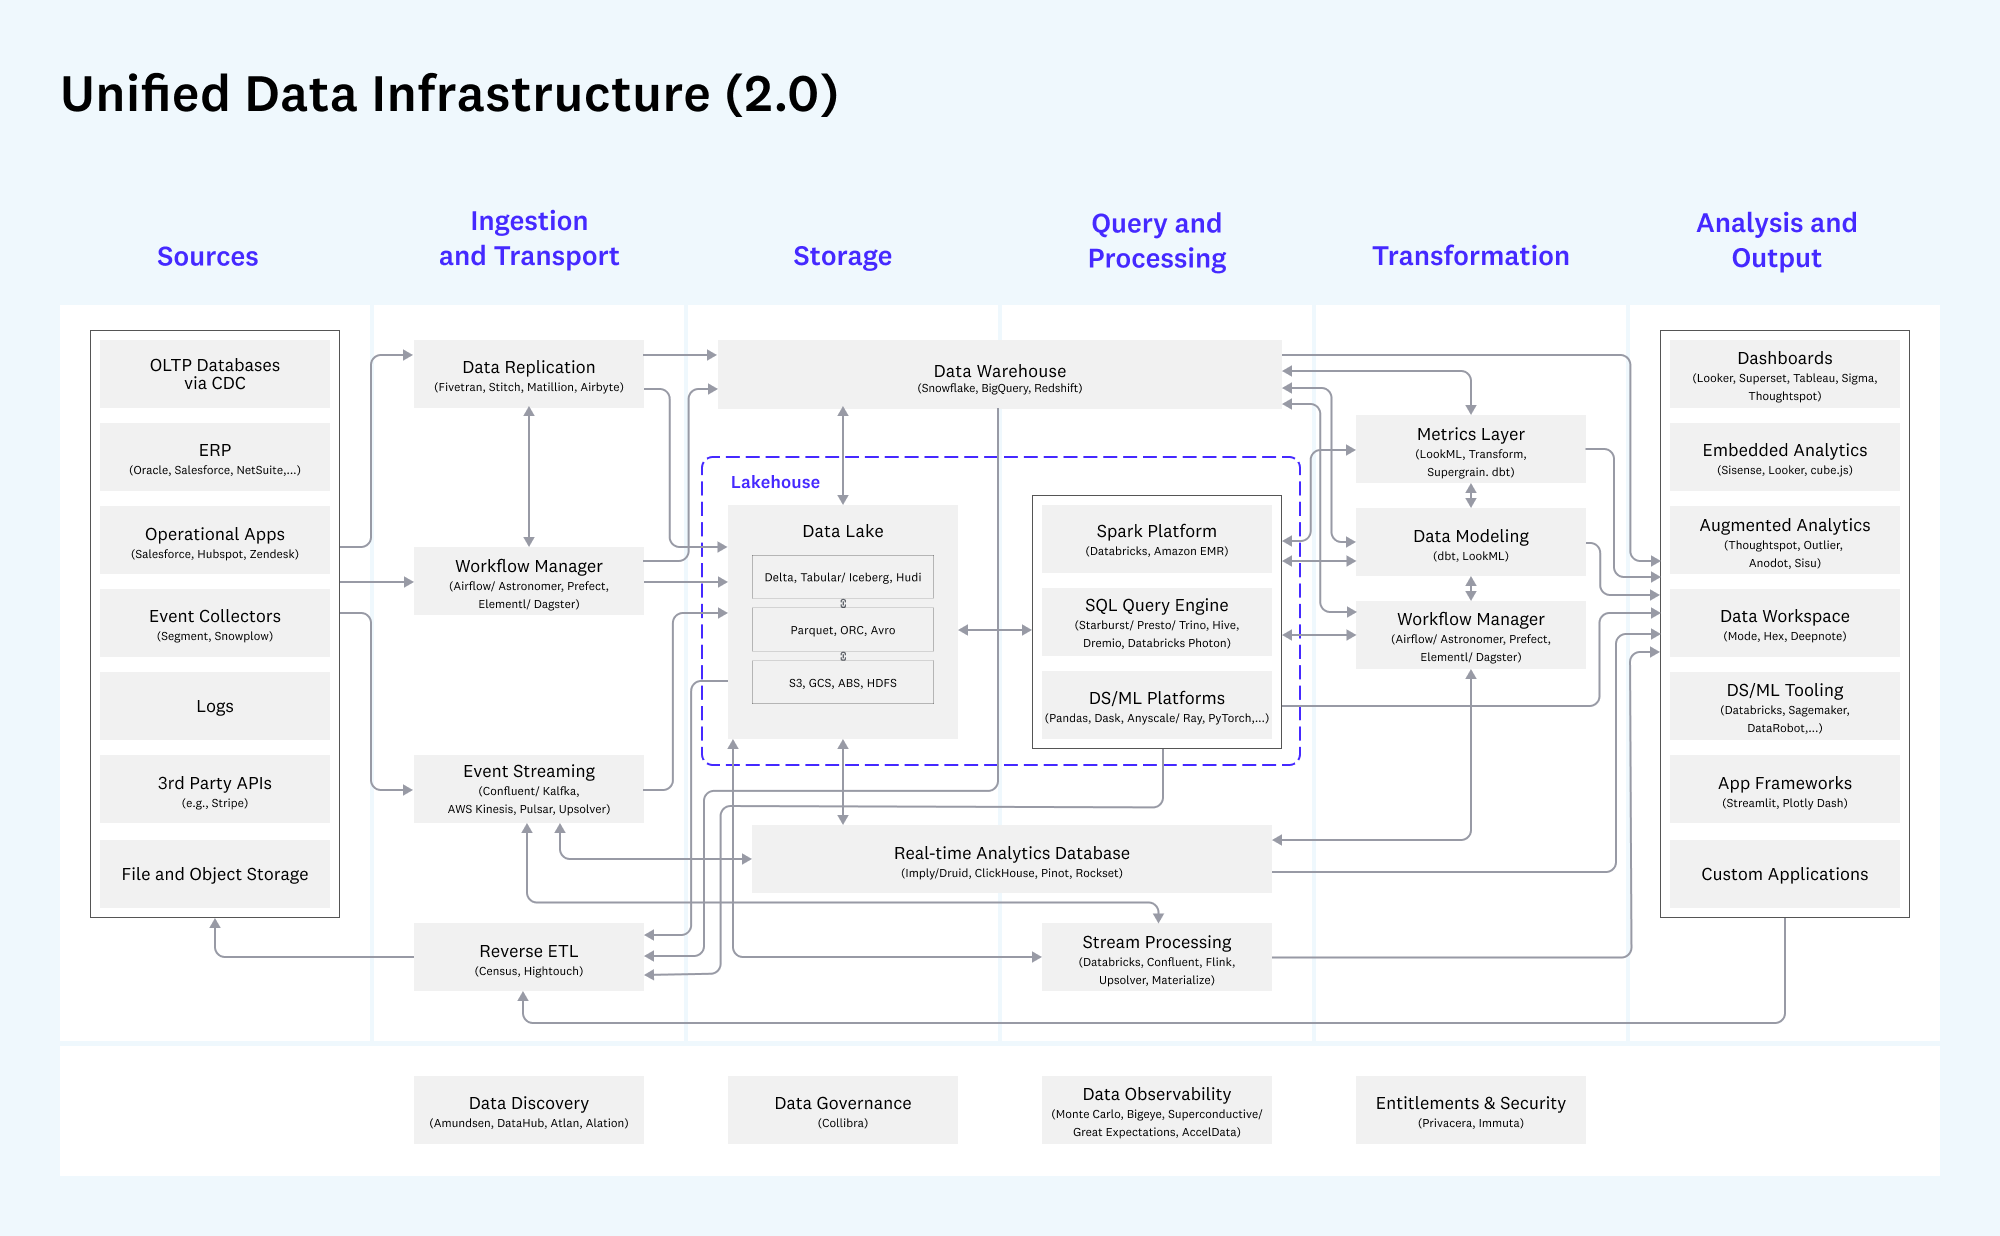 Unified Data Infrastructure (2.0)
Sources
Ingestion
and Transport
Storage
Query and
Processing
Transformation
Analysis and
Output
OLTP Databases
via CDC
ERP
(Oracle, Salesforce, NetSuite,...)
Operational Apps
(Salesforce, Hubspot, Zendesk)
Event Collectors
(Segment, Snowplow)
Logs
3rd Party APIs
(e.g., Stripe)
File and Object Storage
Data Replication
(Fivetran, Stitch, Matillion, Airbyte)
Workflow Manager
(Airflow/ Astronomer, Prefect,
Elementl/ Dagster)
Event Streaming
(Confluent/ Kalfka,
AWS Kinesis, Pulsar, Upsolver)
Reverse ETL
(Census, Hightouch)
Data Warehouse
(Snowflake, BigQuery, Redshift)
Lakehouse
Data Lake
Delta, Tabular/ Iceberg, Hudi
Parquet, ORC, Avro
S3, GCS, ABS, HDFS
Spark Platform
(Databricks, Amazon EMR)
SQL Query Engine
(Starburst/ Presto/ Trino, Hive,
Dremio, Databricks Photon)
DS/ML Platforms
(Pandas, Dask, Anyscale/ Ray, PyTorch,...)
Real-time Analytics Database
(Imply/Druid, ClickHouse, Pinot, Rockset)
Stream Processing
(Databricks, Confluent, Flink,
Upsolver, Materialize)
Metrics Layer
(LookML, Transform,
Supergrain. dbt)
Data Modeling
(dbt, LookML)
Workflow Manager
(Airflow/ Astronomer, Prefect,
Elementl/ Dagster)
Dashboards
(Looker, Superset, Tableau, Sigma,
Thoughtspot)
Embedded Analytics
(Sisense, Looker, cube.js)
Augmented Analytics
(Thoughtspot, Outlier,
Anodot, Sisu)
Data Workspace
(Mode, Hex, Deepnote)
DS/ML Tooling
(Databricks, Sagemaker,
DataRobot,...)
App Frameworks
(Streamlit, Plotly Dash)
Custom Applications
Data Discovery
(Amundsen, DataHub, Atlan, Alation)
Data Governance
(Collibra)
Data Observability
(Monte Carlo, Bigeye, Superconductive/
Great Expectations, AccelData)
Entitlements & Security
(Privacera, Immuta)